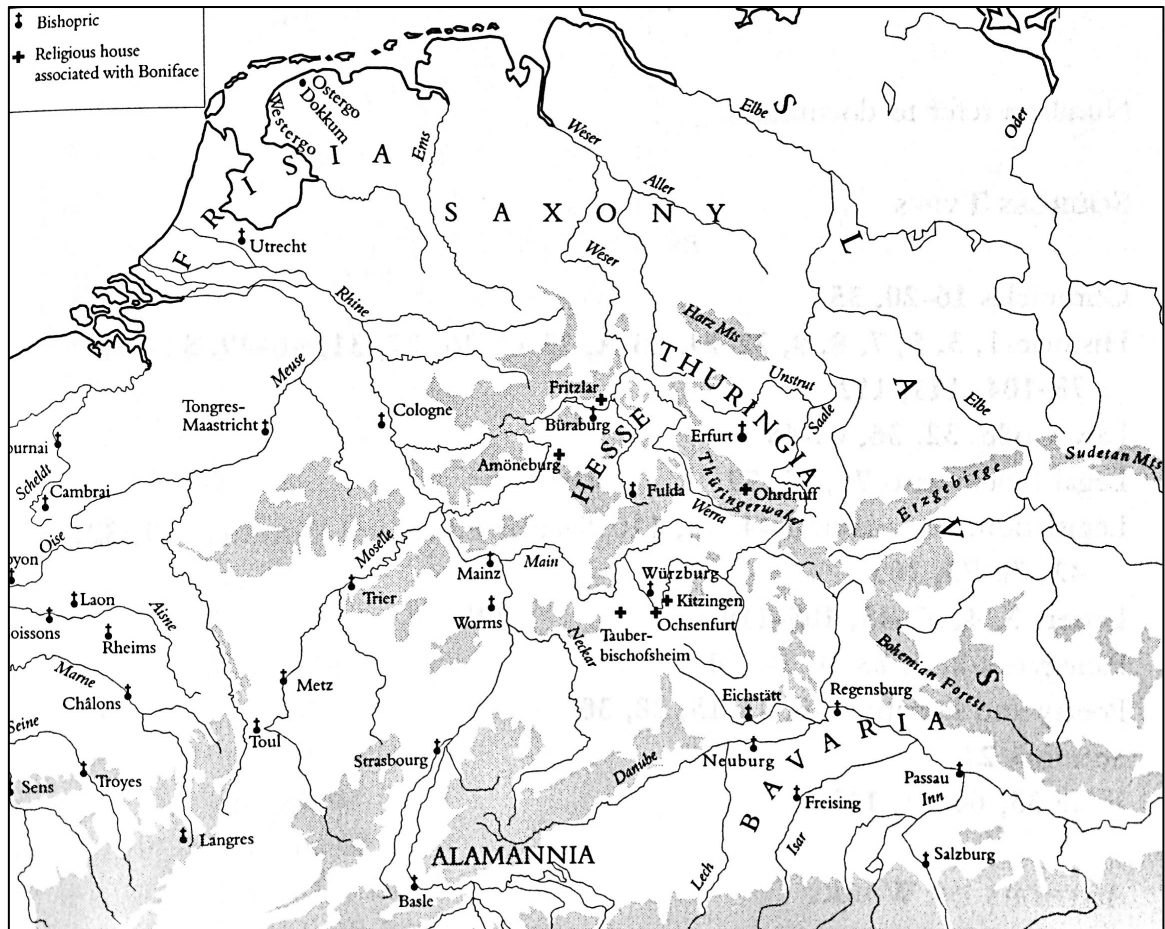 Bishopric
Religious house
associated with Boniface
Ostergo
Dokkum
Westergo
FRISIA
Ems
Weser
Elbe
Oder
Aller
SAXONY
Utrecht
Weser
Rhine
SLAVS
Harz Mts
Meuse
THURINGIA
Unstrut
Fritzlar
Tongres-
Maastricht
Cologne
Büraburg
Saale
Elbe
HESSE
Erfurt
Scheldt
Amöneburg
Sudetan Mts
Cambrai
Fulda
Thüringerwald
Ohrdruff
Erzgebirge
Werra
Oise
Moselle
Mainz
Main
Würzburg
Laon
Aisne
Trier
Kitzingen
Worms
Ochsenfurt
Rheims
Tauber-
bischofsheim
Neckar
Marne
Metz
Bohemian Forest
Châlons
Eichstätt
Regensburg
Seine
Toul
Strasbourg
Danube
Neuburg
BAVARIA
Sens
Troyes
Passau
Inn
Freising
Langres
ALAMANNIA
Isar
Salzburg
Lech
Basle